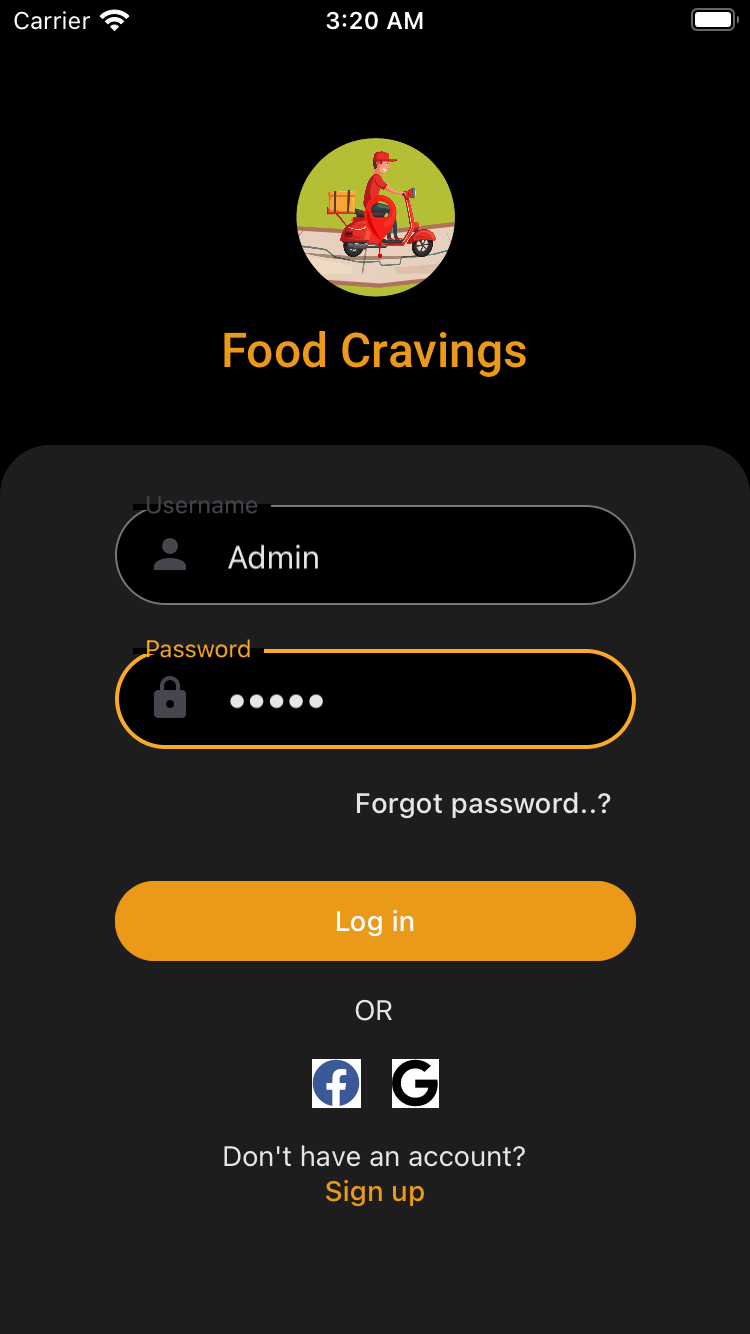 Carrier 3:20 AM
Food Cravings
Username
Admin
Password
•••••
Forgot password..?
Log in
OR
Don't have an account?
Sign up